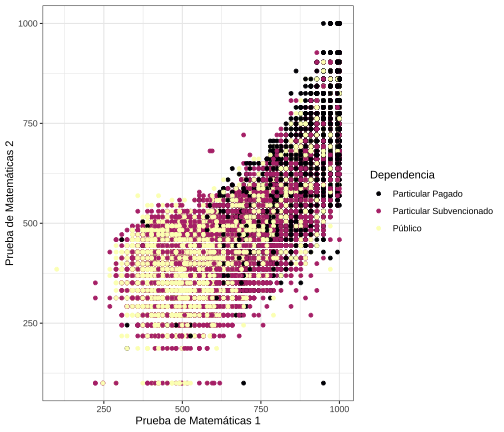 1000
750
500
250
Prueba de Matemáticas 2
250
500
750
1000
Prueba de Matemáticas 1
Dependencia
Particular Pagado
Particular Subvencionado
Público